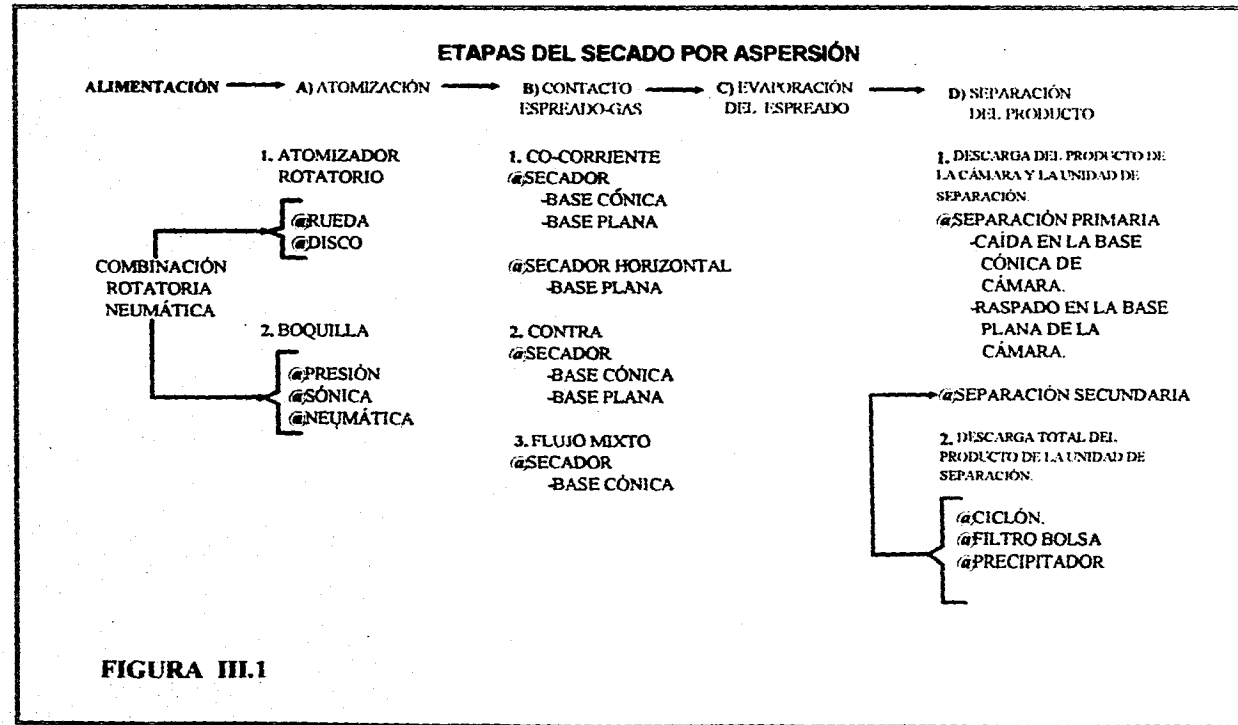 ETAPAS DEL SECADO POR ASPERSIÓN
ALIMENTACIÓN
A) ATOMIZACIÓN
B) CONTACTO
ESPREADO-GAS
C) EVAPORACIÓN
DEL ESPREADO
D) SEPARACIÓN
DEL PRODUCTO
COMBINACIÓN
ROTATORIA
NEUMÁTICA
1. ATOMIZADOR
ROTATORIO
@RUEDA
@DISCO
2. BOQUILLA
@PRESIÓN
@SÓNICA
@NEUMÁTICA
1. CO-CORRIENTE
@SECADOR
-BASE CÓNICA
-BASE PLANA
@SECADOR HORIZONTAL
-BASE PLANA
2. CONTRA
@SECADOR
-BASE CÓNICA
-BASE PLANA
3. FLUJO MIXTO
@SECADOR
-BASE CÓNICA
1. DESCARGA DEL PRODUCTO DE
LA CÁMARA Y LA UNIDAD DE
SEPARACIÓN.
@SEPARACIÓN PRIMARIA
-CAÍDA EN LA BASE
CÓNICA DE
CÁMARA.
-RASPADO EN LA BASE
PLANA DE LA
CÁMARA.
@SEPARACIÓN SECUNDARIA
2. DESCARGA TOTAL DEL
PRODUCTO DE LA UNIDAD DE
SEPARACIÓN.
@CICLÓN.
@FILTRO BOLSA
@PRECIPITADOR
FIGURA III.1